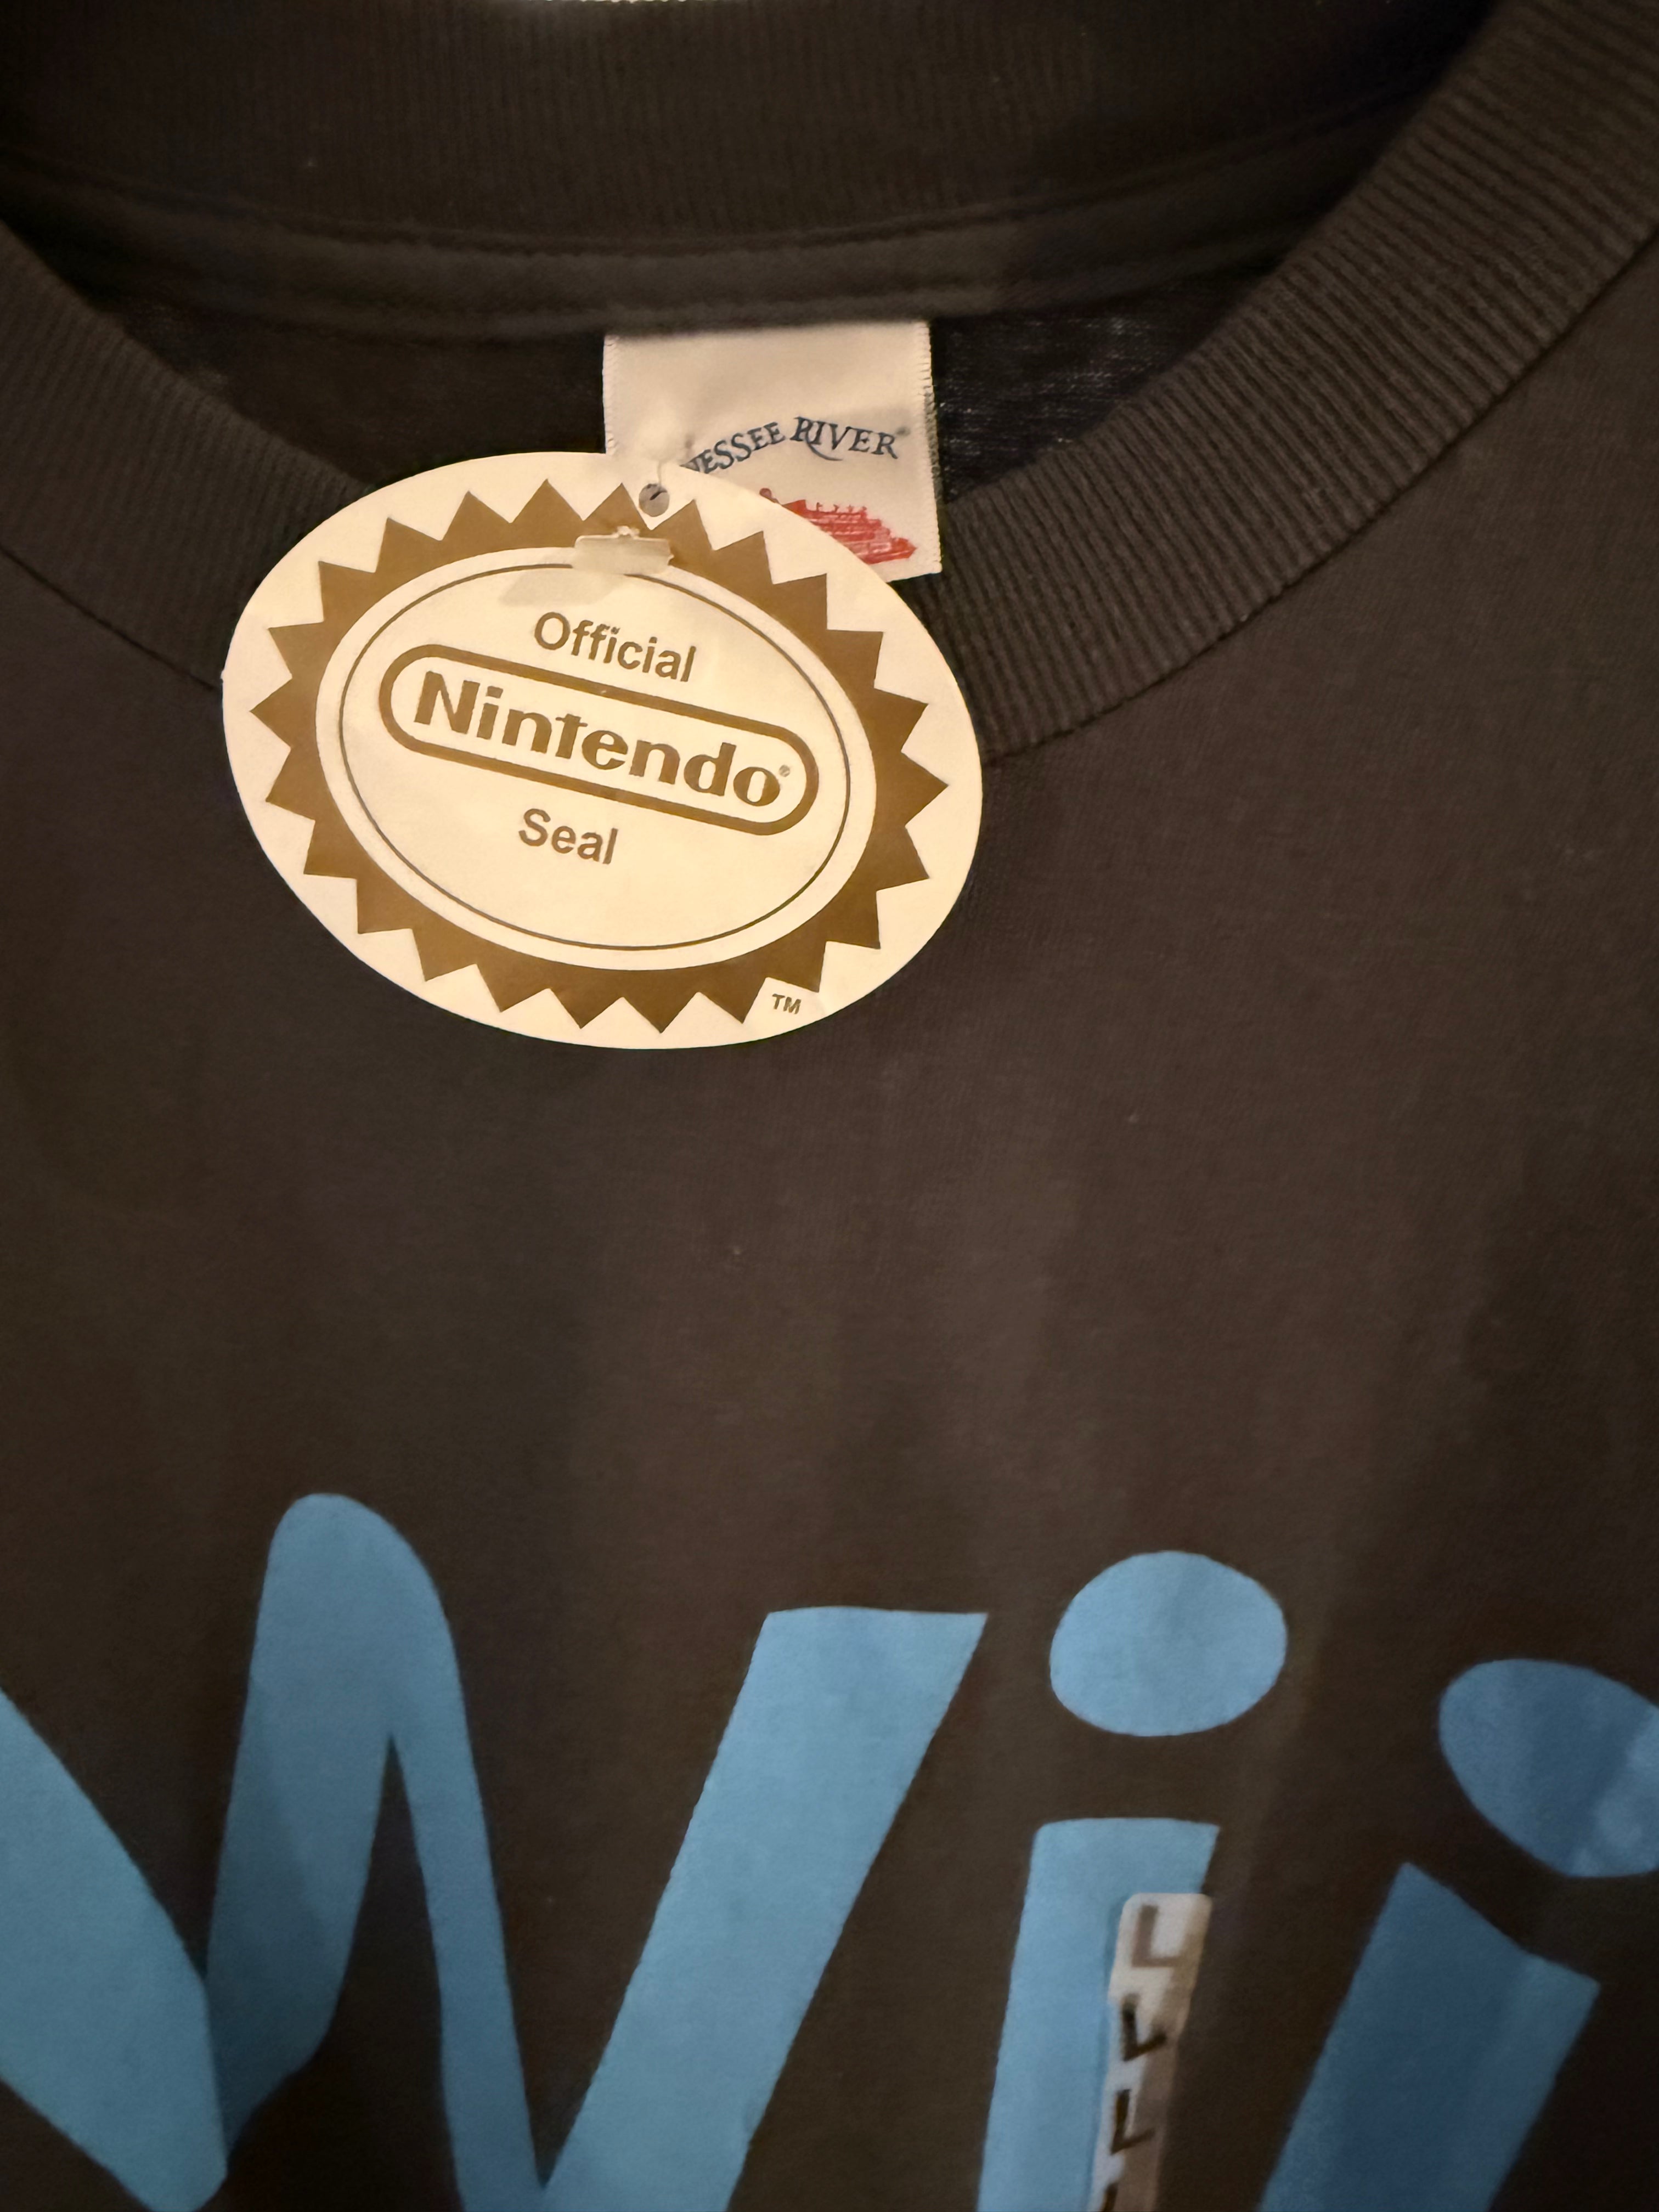 NESSEE RIVER®
Official
Nintendo®
Seal
TM
Wii
L
L
L